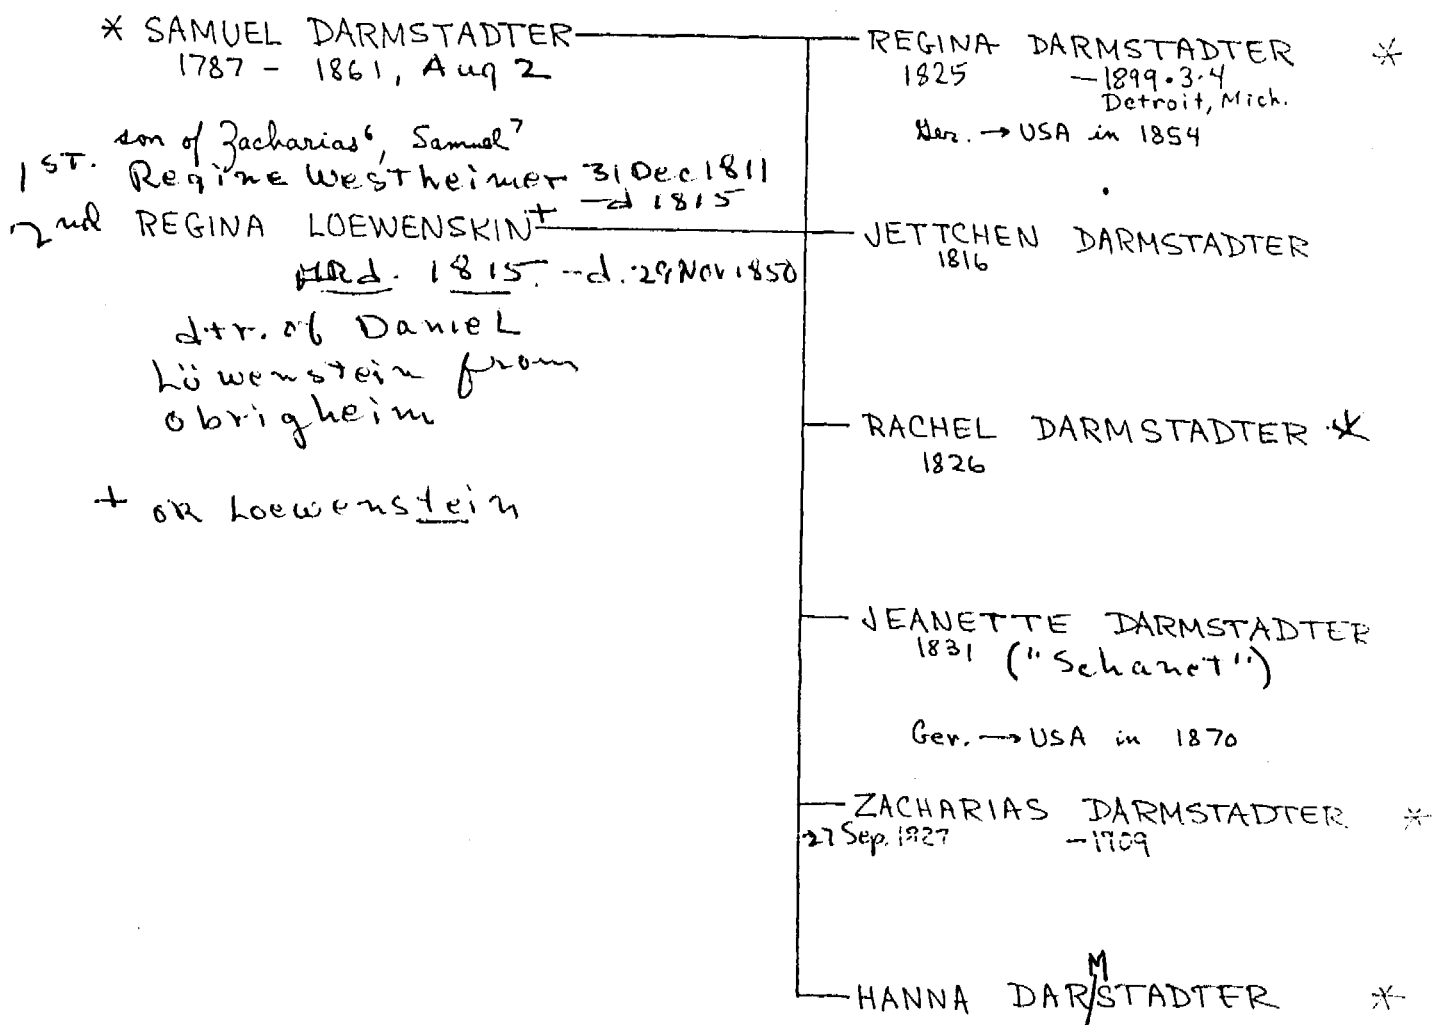 * SAMUEL DARMSTADTER
1787 - 1861, Aug 2
son of Zacharias⁶, Samuel⁷
1ST. Regine Westheimer 31 Dec 1811
-d 1815
2nd REGINA LOEWENSKIN+
MRd. 1815. -d. 29 Nov 1850
dtr. of Daniel
Löwenstein from
Obrigheim
+ OR Loewenstein
REGINA DARMSTADTER *
1825 -1899.3.4
Detroit, Mich.
Ger. → USA in 1854
JETTCHEN DARMSTADTER
1816
RACHEL DARMSTADTER *
1826
JEANETTE DARMSTADTER
1831 ("Schanet")
Ger. → USA in 1870
ZACHARIAS DARMSTADTER *
27 Sep. 1827 -1909
HANNA DARMSTADTER *